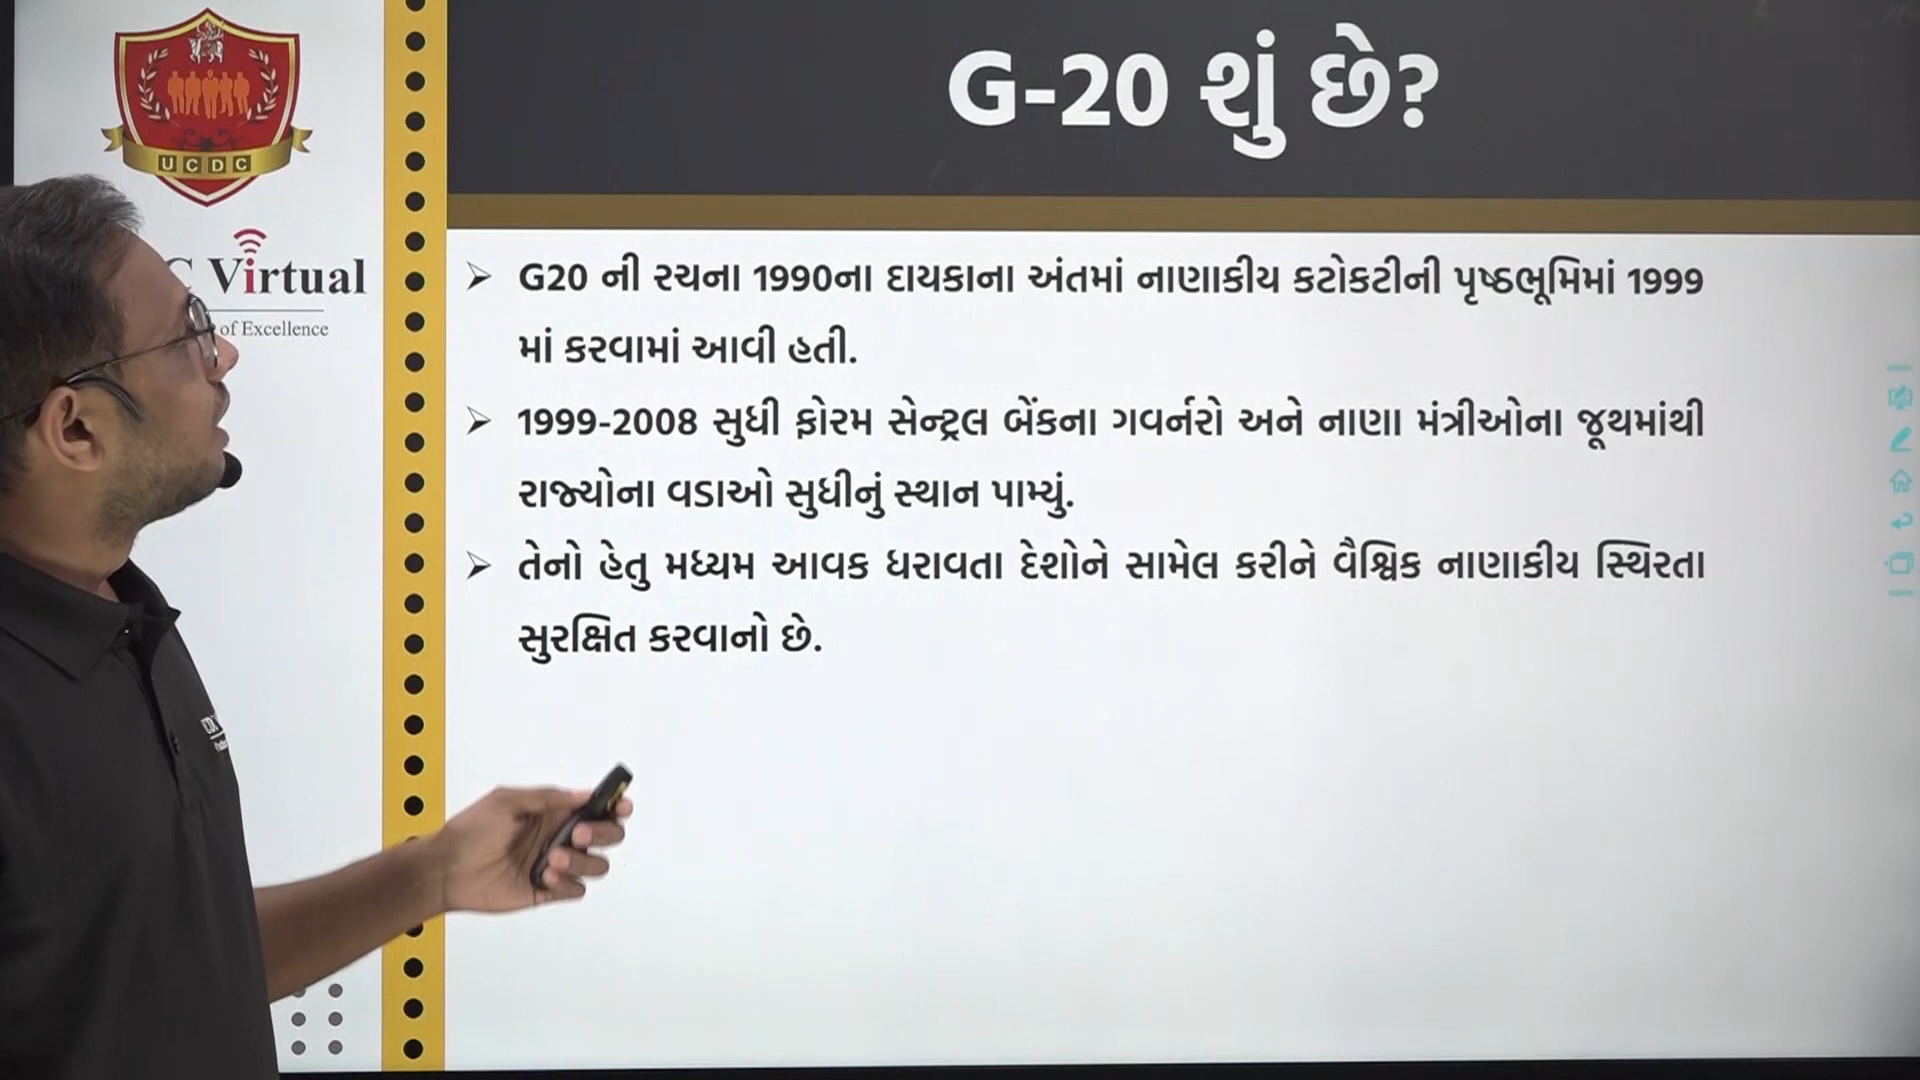 UCDC
C Virtual
of Excellence
G-20 શું છે?
G20 ની રચના 1990ના દાયકાના અંતમાં નાણાકીય કટોકટીની પૃષ્ઠભૂમિમાં 1999
માં કરવામાં આવી હતી.
1999-2008 સુધી ફોરમ સેન્ટ્રલ બેંકના ગવર્નરો અને નાણા મંત્રીઓના જૂથમાંથી
રાજ્યોના વડાઓ સુધીનું સ્થાન પામ્યું.
તેનો હેતુ મધ્યમ આવક ધરાવતા દેશોને સામેલ કરીને વૈશ્વિક નાણાકીય સ્થિરતા
સુરક્ષિત કરવાનો છે.